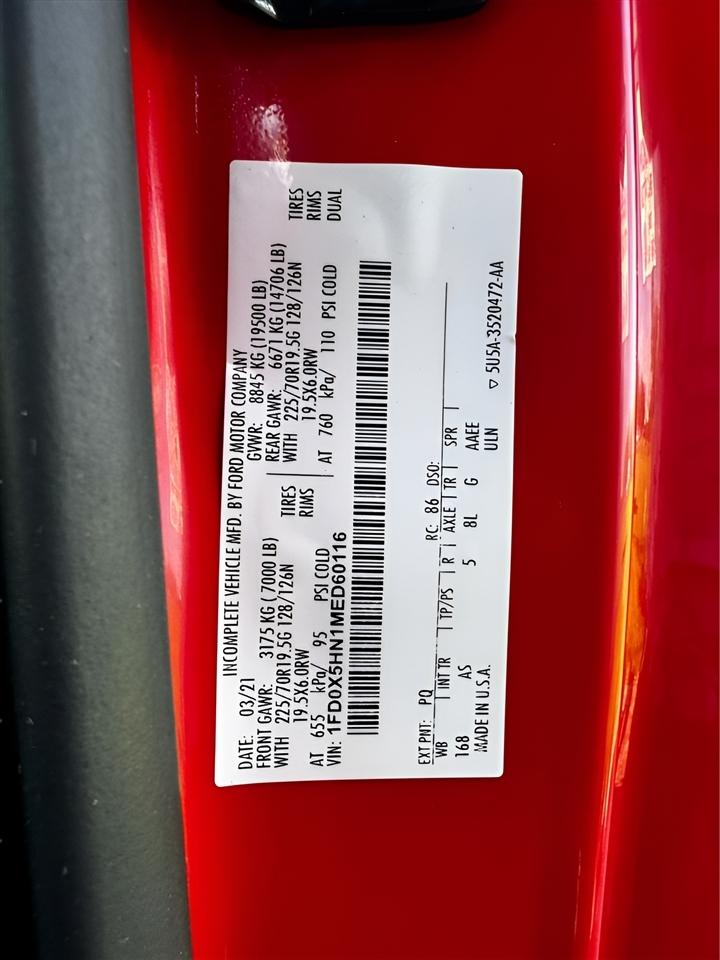 INCOMPLETE VEHICLE MFD. BY FORD MOTOR COMPANY
DATE: 03/21 GVWR: 8845 KG (19500 LB)
FRONT GAWR: 3175 KG ( 7000 LB) REAR GAWR: 6671 KG (14706 LB)
WITH 225/70R19.5G 128/126N TIRES WITH 225/70R19.5G 128/126N TIRES
19.5X6.0RW RIMS 19.5X6.0RW RIMS
AT 655 kPa/ 95 PSI COLD AT 760 kPa/ 110 PSI COLD DUAL
VIN: 1FD0X5HN1MED60116
EXT PNT: PQ RC: 86 DSO:
WB INT TR TP/PS R AXLE TR SPR
168 AS 5 8L G AAEE
MADE IN U.S.A. ULN
▽ 5U5A-3520472-AA